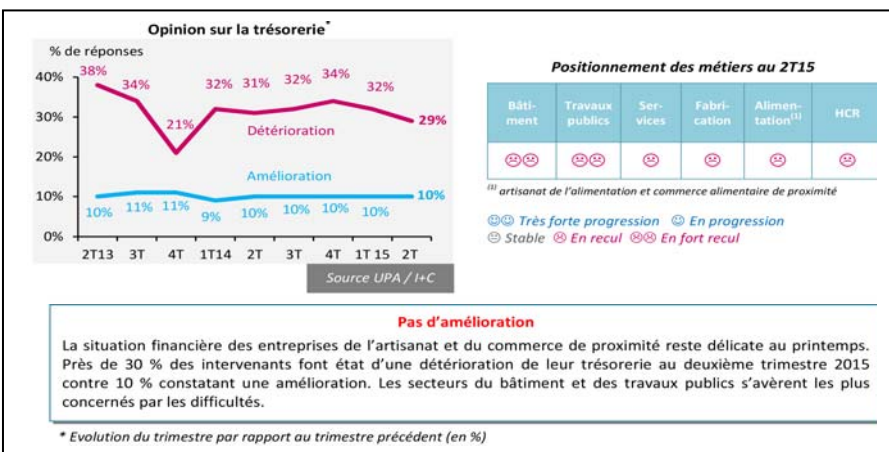 Opinion sur la trésorerie*
% de réponses
40%
30%
20%
10%
0%
38%
34%
21%
32%
31%
32%
34%
32%
29%
Détérioration
Amélioration
10%
11%
11%
9%
10%
10%
10%
10%
10%
2T13 3T 4T 1T14 2T 3T 4T 1T 15 2T
Source UPA / I+C
Positionnement des métiers au 2T15
Bâti-
ment
Travaux
publics
Ser-
vices
Fabri-
cation
Alimen-
tation(1)
HCR
☹☹ ☹☹ ☹ ☹ ☹ ☹
(1) artisanat de l'alimentation et commerce alimentaire de proximité
☺☺ Très forte progression ☺ En progression
😐 Stable ☹ En recul ☹☹ En fort recul
Pas d'amélioration
La situation financière des entreprises de l'artisanat et du commerce de proximité reste délicate au printemps.
Près de 30 % des intervenants font état d'une détérioration de leur trésorerie au deuxième trimestre 2015
contre 10 % constatant une amélioration. Les secteurs du bâtiment et des travaux publics s'avèrent les plus
concernés par les difficultés.
* Evolution du trimestre par rapport au trimestre précédent (en %)